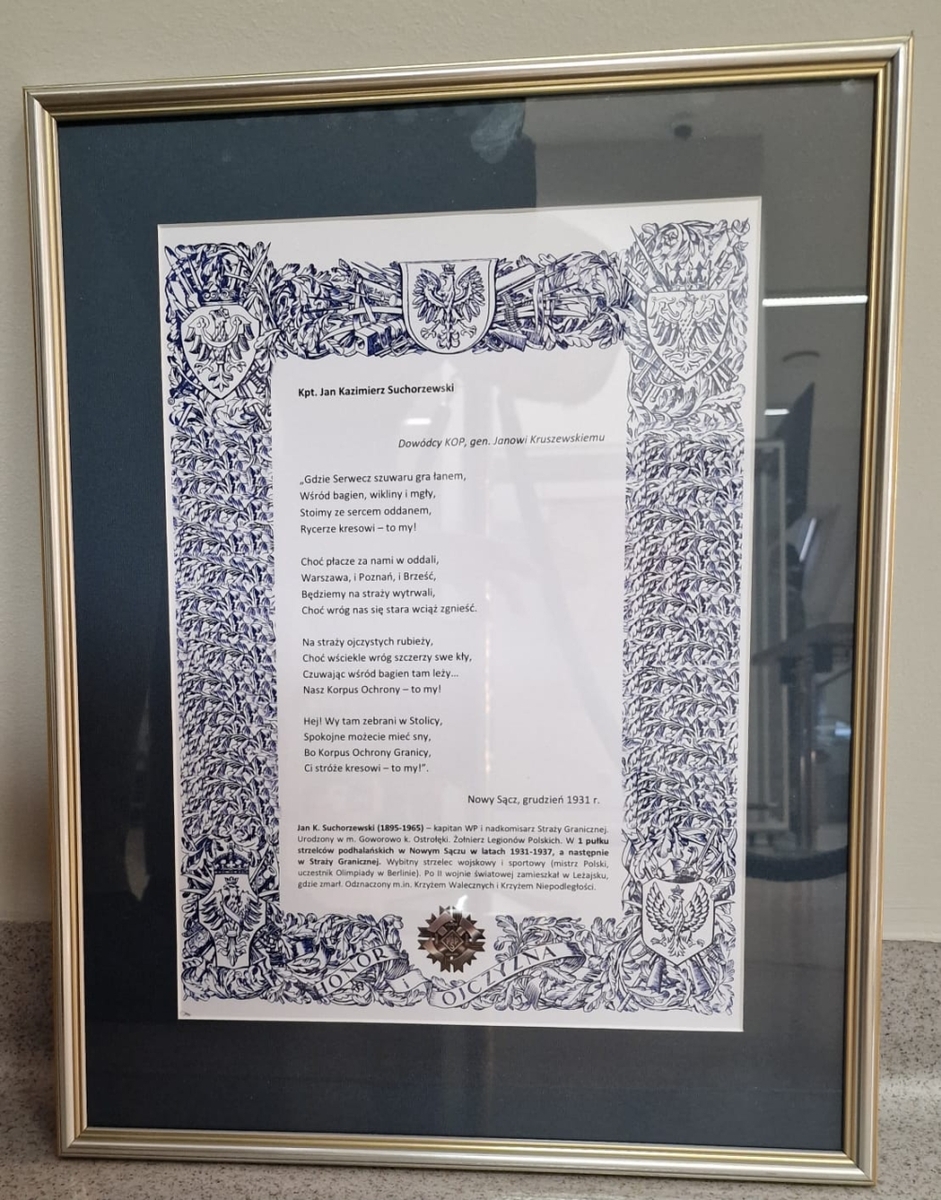 Kpt. Jan Kazimierz Suchorzewski
Dowódcy KOP, gen. Janowi Kruszewskiemu
„Gdzie Serwecz szuwaru gra łanem,
Wśród bagien, wikliny i mgły,
Stoimy ze sercem oddanem,
Rycerze kresowi – to my!
Choć płacze za nami w oddali,
Warszawa, i Poznań, i Brześć,
Będziemy na straży wytrwali,
Choć wróg nas się stara wciąż zgnieść.
Na straży ojczystych rubieży,
Choć wściekle wróg szczerzy swe kły,
Czuwając wśród bagien tam leży...
Nasz Korpus Ochrony – to my!
Hej! Wy tam zebrani w Stolicy,
Spokojne możecie mieć sny,
Bo Korpus Ochrony Granicy,
Ci stróże kresowi – to my!”.
Nowy Sącz, grudzień 1931 r.
Jan K. Suchorzewski (1895-1965) – kapitan WP i nadkomisarz Straży Granicznej.
Urodzony w m. Goworowo k. Ostrołęki. Żołnierz Legionów Polskich. W 1 pułku
strzelców podhalańskich w Nowym Sączu w latach 1931-1937, a następnie
w Straży Granicznej. Wybitny strzelec wojskowy i sportowy (mistrz Polski,
uczestnik Olimpiady w Berlinie). Po II wojnie światowej zamieszkał w Leżajsku,
gdzie zmarł. Odznaczony m.in. Krzyżem Walecznych i Krzyżem Niepodległości.
HONOR I OJCZYZNA